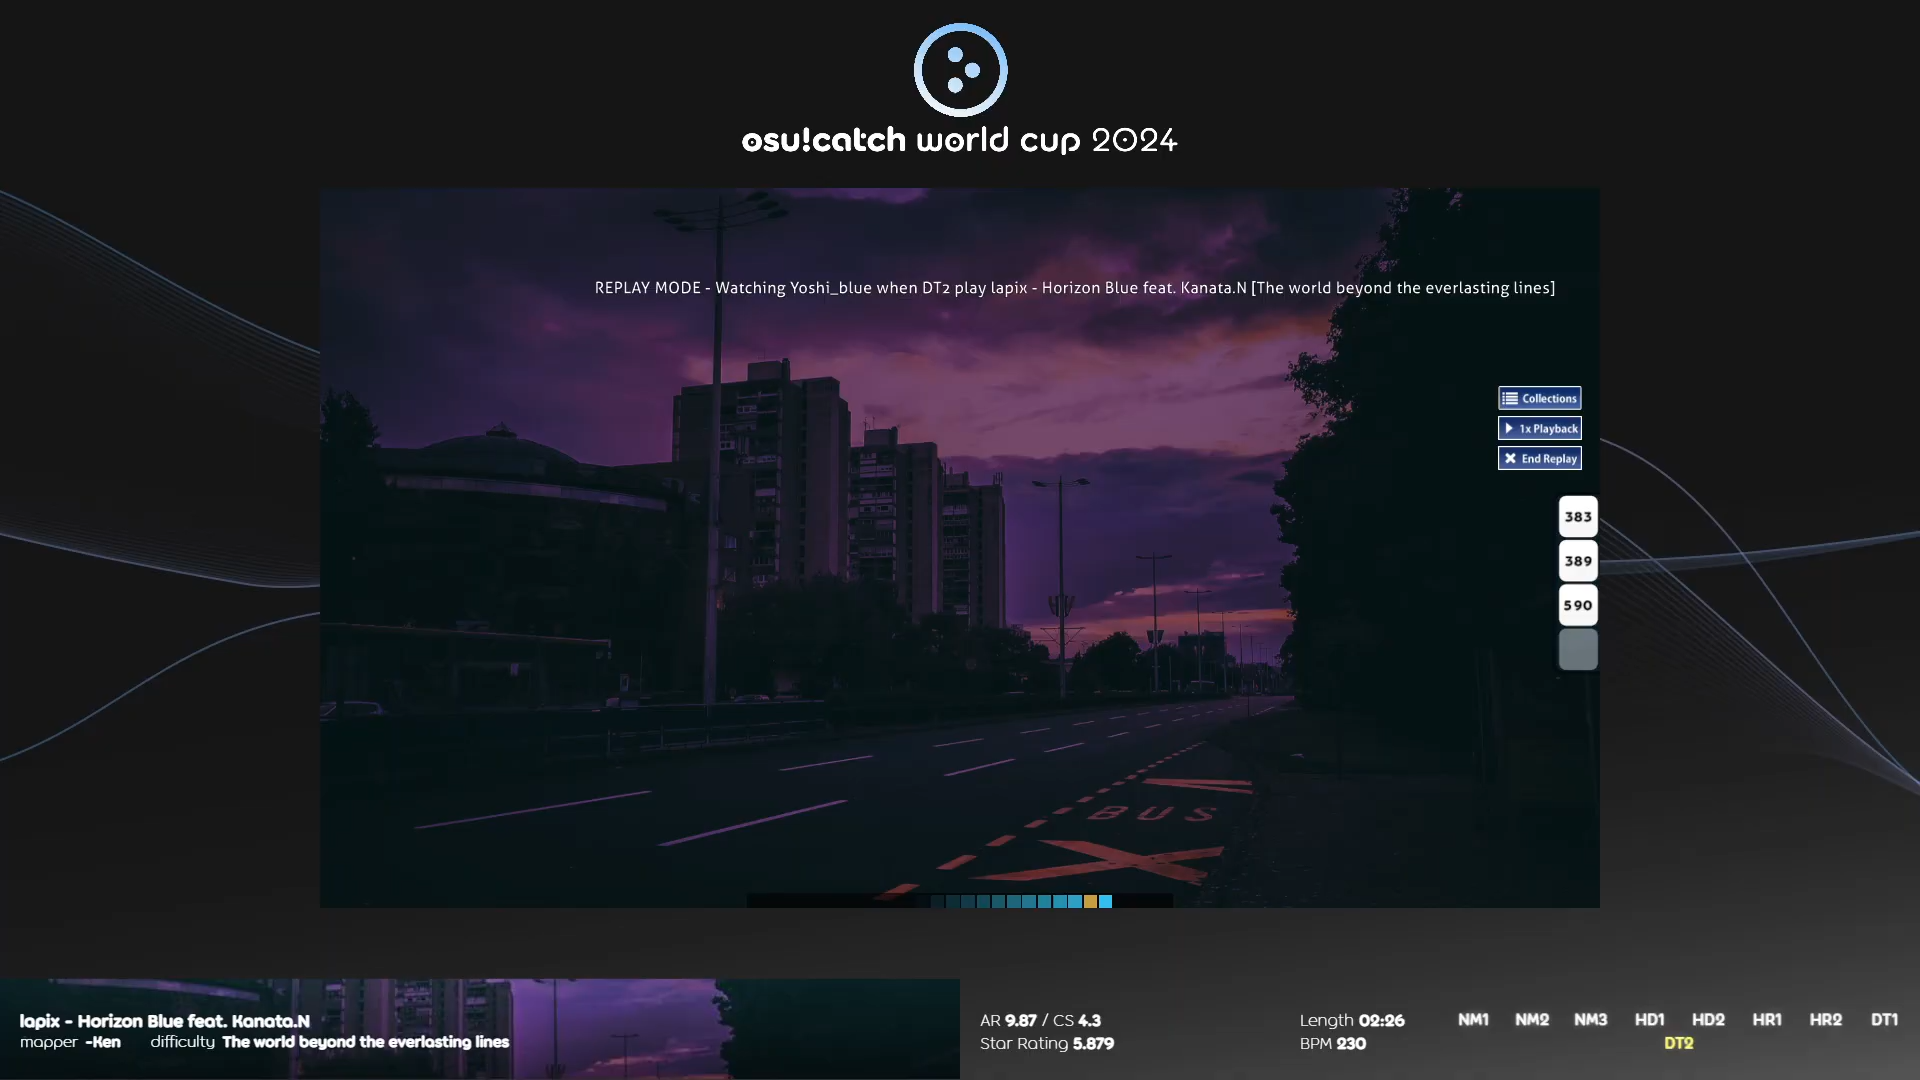 osu!catch world cup 2024
REPLAY MODE - Watching Yoshi_blue when DT2 play lapix - Horizon Blue feat. Kanata.N [The world beyond the everlasting lines]
Collections
1x Playback
End Replay
383
389
590
BUS
lapix - Horizon Blue feat. Kanata.N
mapper -Ken difficulty The world beyond the everlasting lines
AR 9.87 / CS 4.3
Star Rating 5.879
Length 02:26
BPM 230
NM1 NM2 NM3 HD1 HD2 HR1 HR2 DT1
DT2